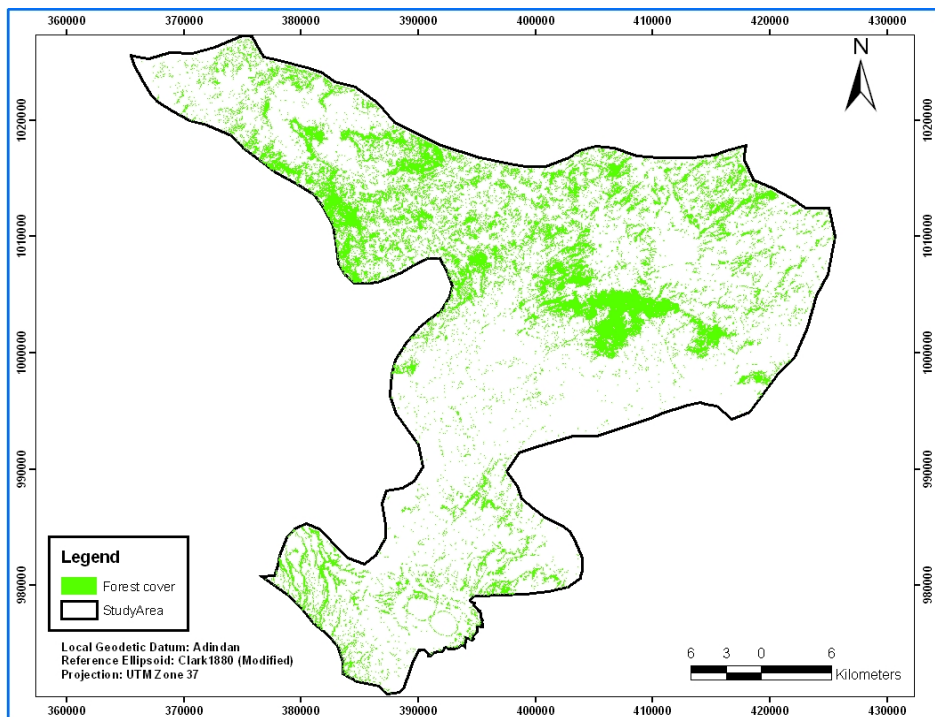 360000 370000 380000 390000 400000 410000 420000 430000
N
1020000 1020000
1010000 1010000
1000000 1000000
990000 990000
980000 980000
Legend
Forest cover
StudyArea
Local Geodetic Datum: Adindan
Reference Ellipsoid: Clark1880 (Modified)
Projection: UTM Zone 37
6 3 0 6
Kilometers
360000 370000 380000 390000 400000 410000 420000 430000